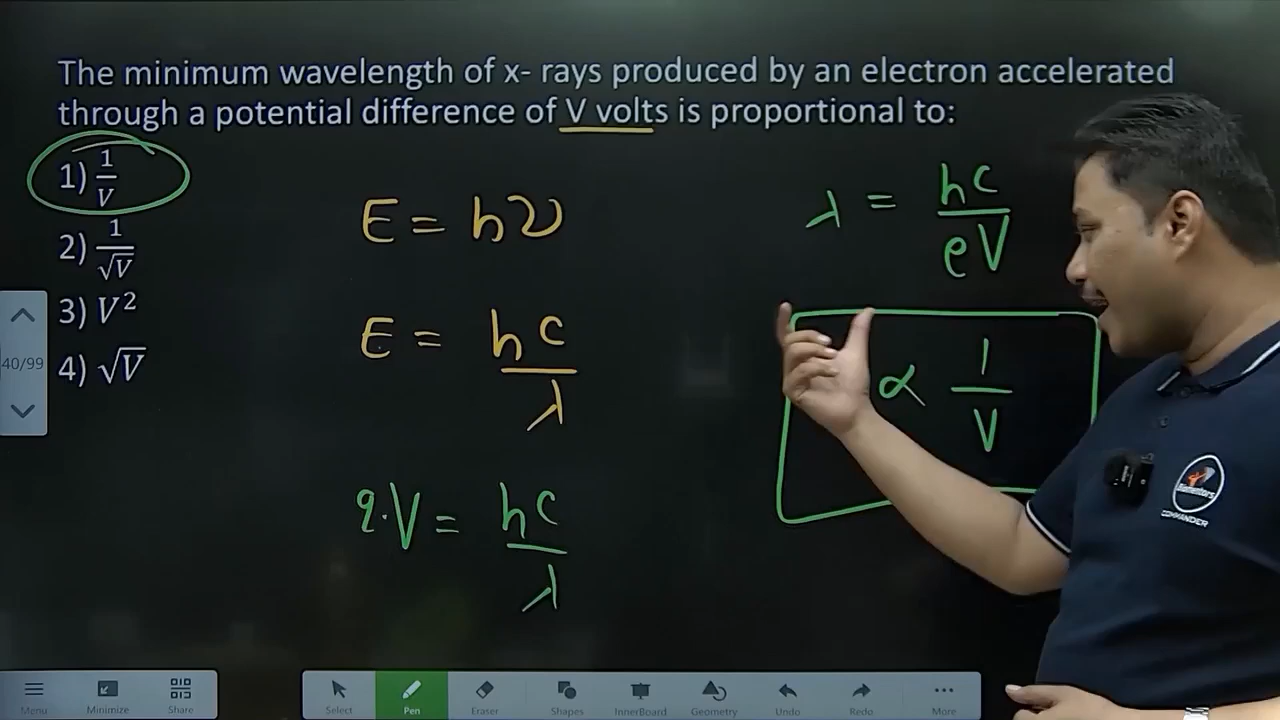 The minimum wavelength of x- rays produced by an electron accelerated
through a potential difference of V volts is proportional to:
1) 1/V
2) 1/√V
3) V²
4) √V
E = hν
E = hc/λ
q.V = hc/λ
λ = hc/eV
∝ 1/V
40/99
Biomentors
COMMANDER
Menu
Minimize
Share
Select
Pen
Eraser
Shapes
InnerBoard
Geometry
Undo
Redo
More